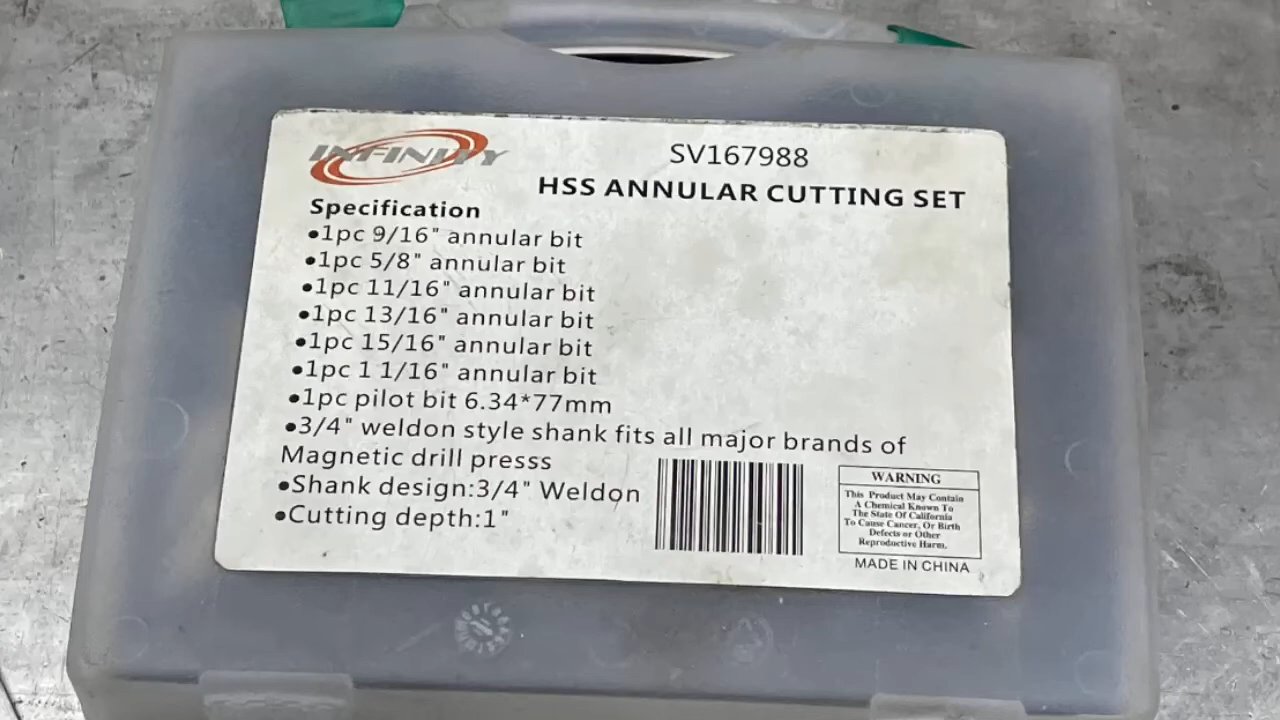 INFINITY
SV167988
HSS ANNULAR CUTTING SET
Specification
•1pc 9/16" annular bit
•1pc 5/8" annular bit
•1pc 11/16" annular bit
•1pc 13/16" annular bit
•1pc 15/16" annular bit
•1pc 1 1/16" annular bit
•1pc pilot bit 6.34*77mm
•3/4" weldon style shank fits all major brands of
Magnetic drill presss
•Shank design:3/4" Weldon
•Cutting depth:1"
WARNING
This Product May Contain
A Chemical Known To
The State Of California
To Cause Cancer, Or Birth
Defects or Other
Reproductive Harm.
MADE IN CHINA